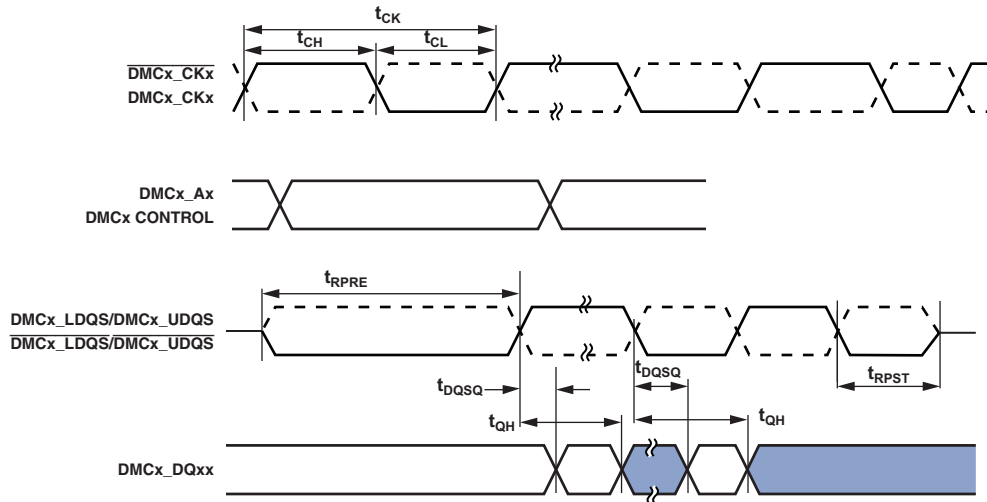 tCK
tCH
tCL
DMCx_CKx
DMCx_CKx
DMCx_Ax
DMCx CONTROL
tRPRE
DMCx_LDQS/DMCx_UDQS
DMCx_LDQS/DMCx_UDQS
tDQSQ
tDQSQ
tRPST
tQH
tQH
DMCx_DQxx